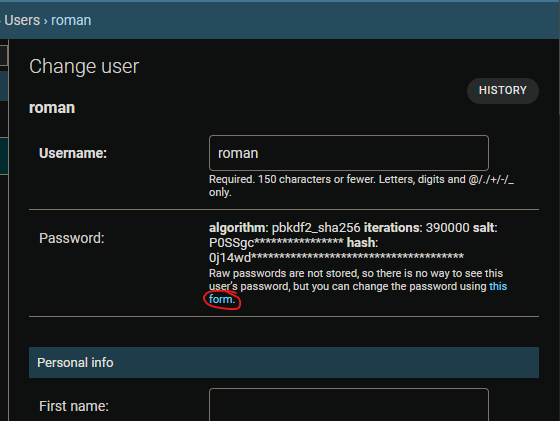 › Users › roman
Change user
HISTORY
roman
Username:
roman
Required. 150 characters or fewer. Letters, digits and @/./+/-/_
only.
Password:
algorithm: pbkdf2_sha256 iterations: 390000 salt:
P0SSgc**************** hash:
0j14wd**************************************
Raw passwords are not stored, so there is no way to see this
user's password, but you can change the password using this
form.
Personal info
First name: